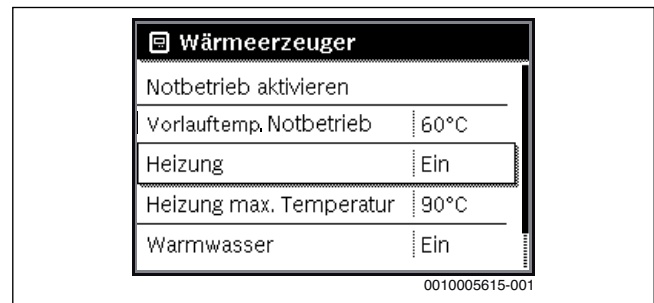 Wärmeerzeuger
Notbetrieb aktivieren
Vorlauftemp. Notbetrieb 60°C
Heizung Ein
Heizung max. Temperatur 90°C
Warmwasser Ein
0010005615-001